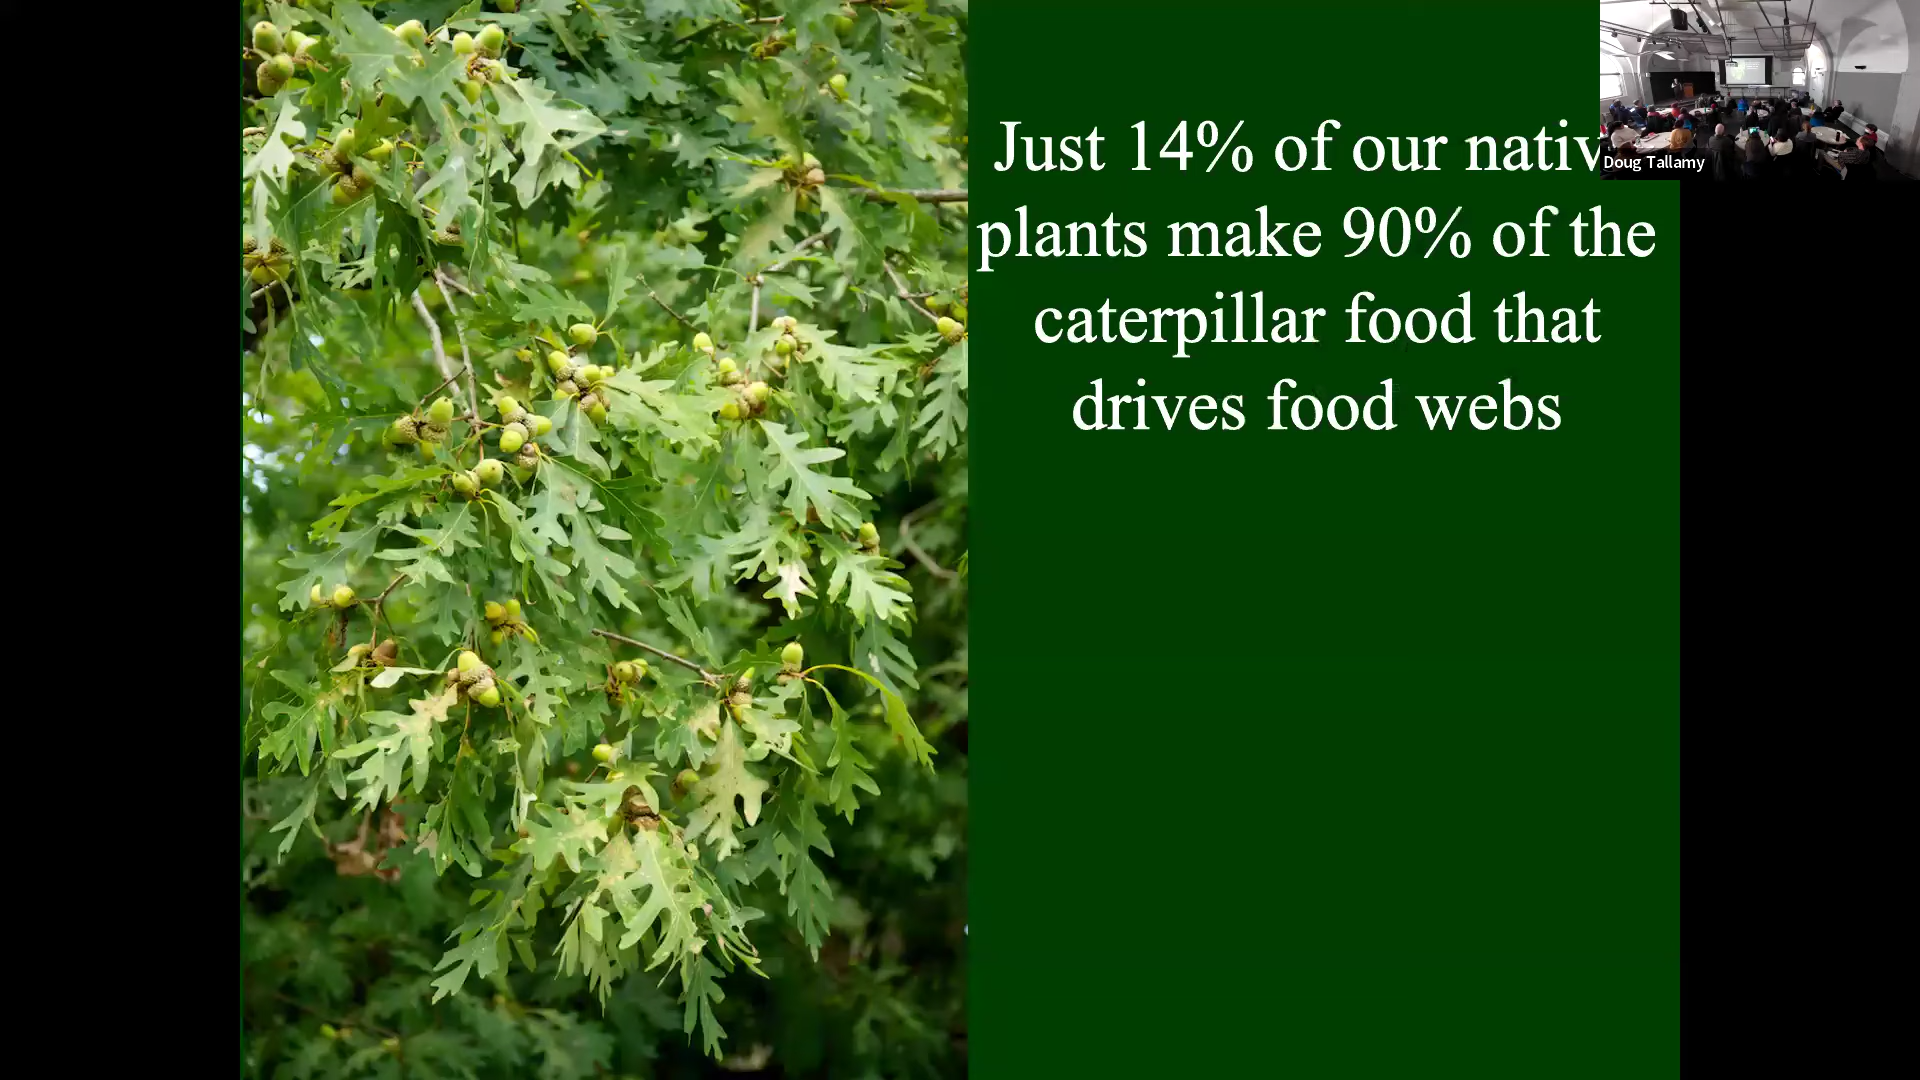 Just 14% of our nativ
plants make 90% of the
caterpillar food that
drives food webs
Doug Tallamy